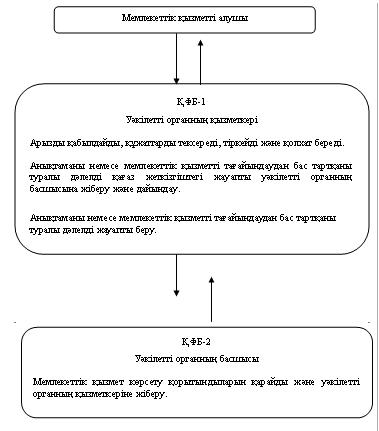 Мемлекеттік қызметті алушы
ҚФБ-1
Уәкілетті органның қызметкері
Арызды қабылдайды, құжаттарды тексереді, тіркейді және қолхат береді.
Анықтаманы немесе мемлекеттік қызметті тағайындаудан бас тартқаны
туралы дәлелді қағаз жеткізгіштегі жауапты уәкілетті органның
басшысына жіберу және дайындау.
Анықтаманы немесе мемлекеттік қызметті тағайындаудан бас тартқаны
туралы дәлелді жауапты беру.
ҚФБ-2
Уәкілетті органның басшысы
Мемлекеттік қызмет көрсету қорытындыларын қарайды және уәкілетті
органның қызметкеріне жіберу.